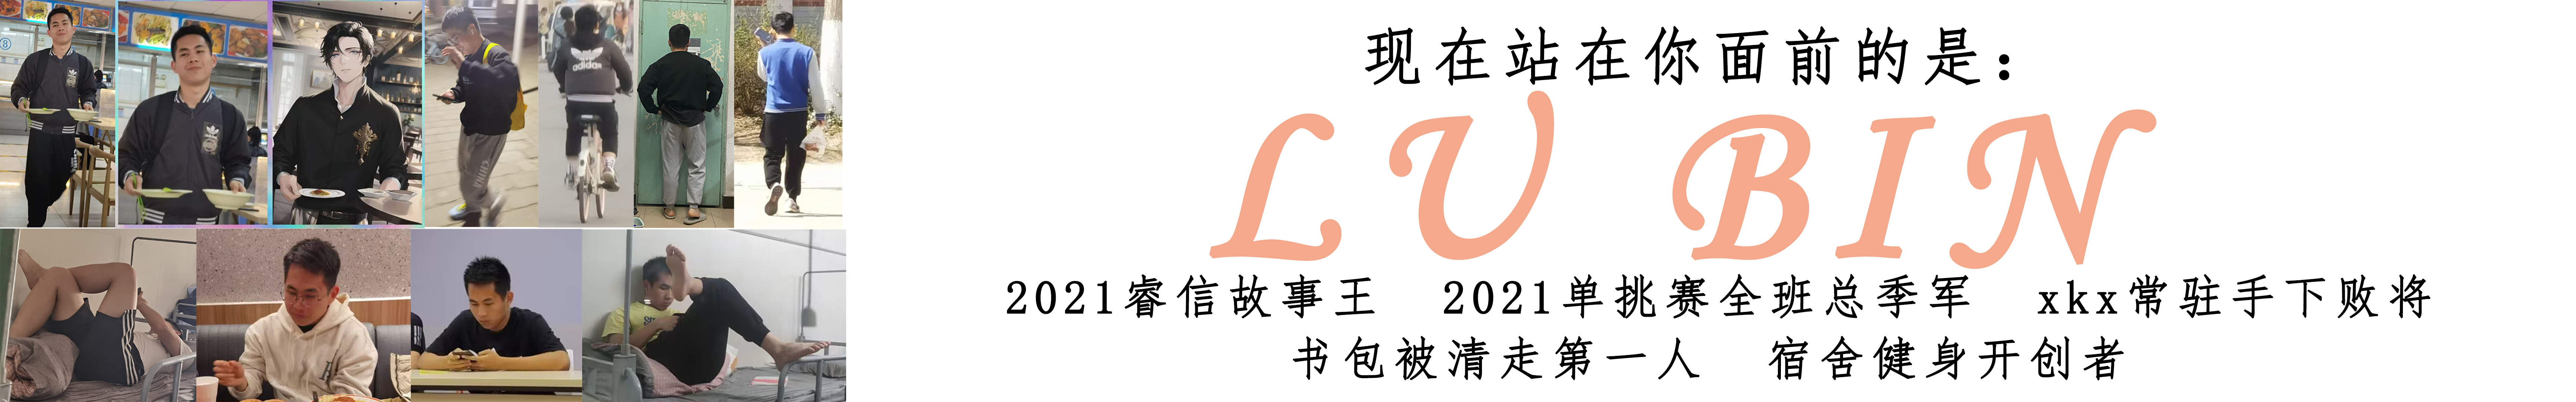 现在站在你面前的是：
LU BIN
2021睿信故事王 2021单挑赛全班总季军 xkx常驻手下败将
书包被清走第一人 宿舍健身开创者
adidas
⑧